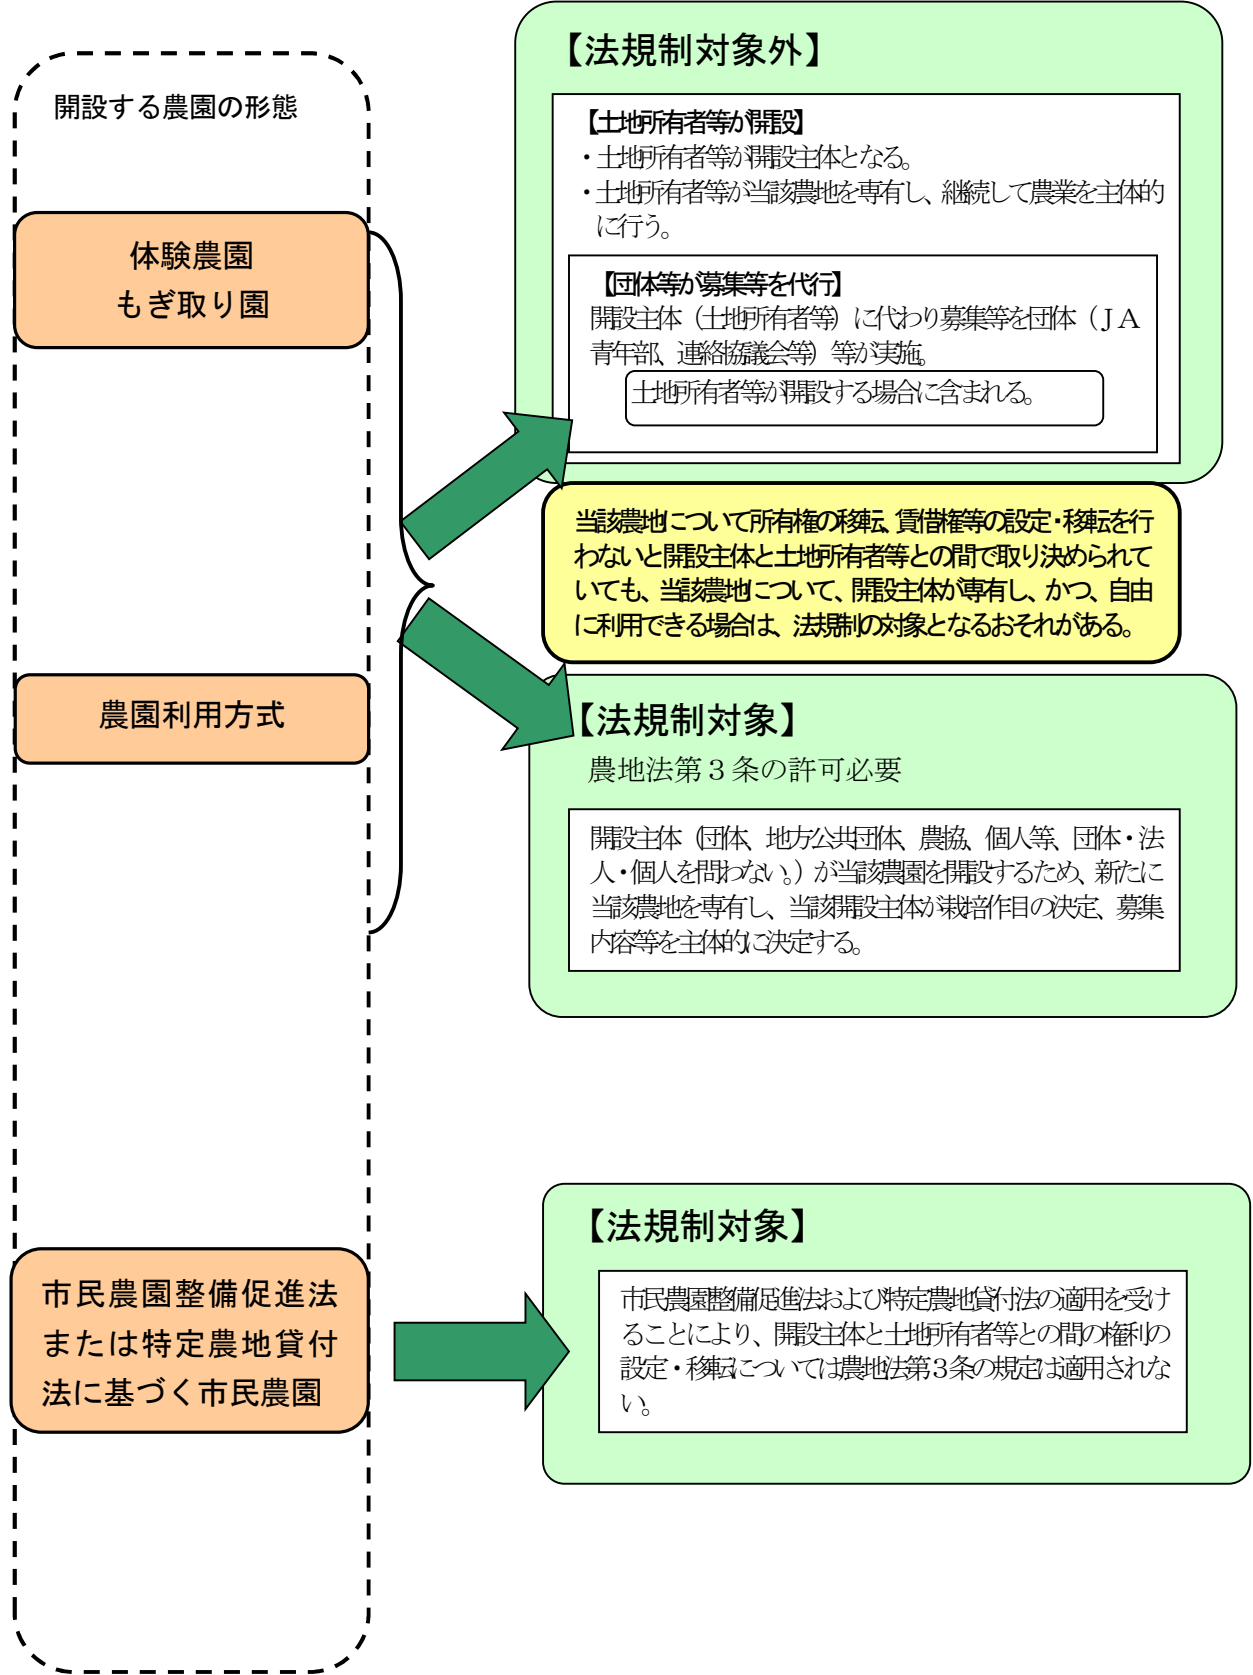 開設する農園の形態
体験農園
もぎ取り園
農園利用方式
市民農園整備促進法
または特定農地貸付
法に基づく市民農園
【法規制対象外】
【土地所有者等が開設】
・土地所有者等が開設主体となる。
・土地所有者等が当該農地を専有し、継続して農業を主体的
に行う。
【団体等が募集等を代行】
開設主体（土地所有者等）に代わり募集等を団体（ＪＡ
青年部、連絡協議会等）等が実施。
土地所有者等が開設する場合に含まれる。
当該農地について所有権の移転、賃借権等の設定・移転を行
わないと開設主体と土地所有者等との間で取り決められて
いても、当該農地について、開設主体が専有し、かつ、自由
に利用できる場合は、法規制の対象となるおそれがある。
【法規制対象】
農地法第３条の許可必要
開設主体（団体、地方公共団体、農協、個人等、団体・法
人・個人を問わない。）が当該農園を開設するため、新たに
当該農地を専有し、当該開設主体が栽培作目の決定、募集
内容等を主体的に決定する。
【法規制対象】
市民農園整備促進法および特定農地貸付法の適用を受け
ることにより、開設主体と土地所有者等との間の権利の
設定・移転については農地法第3条の規定は適用されな
い。